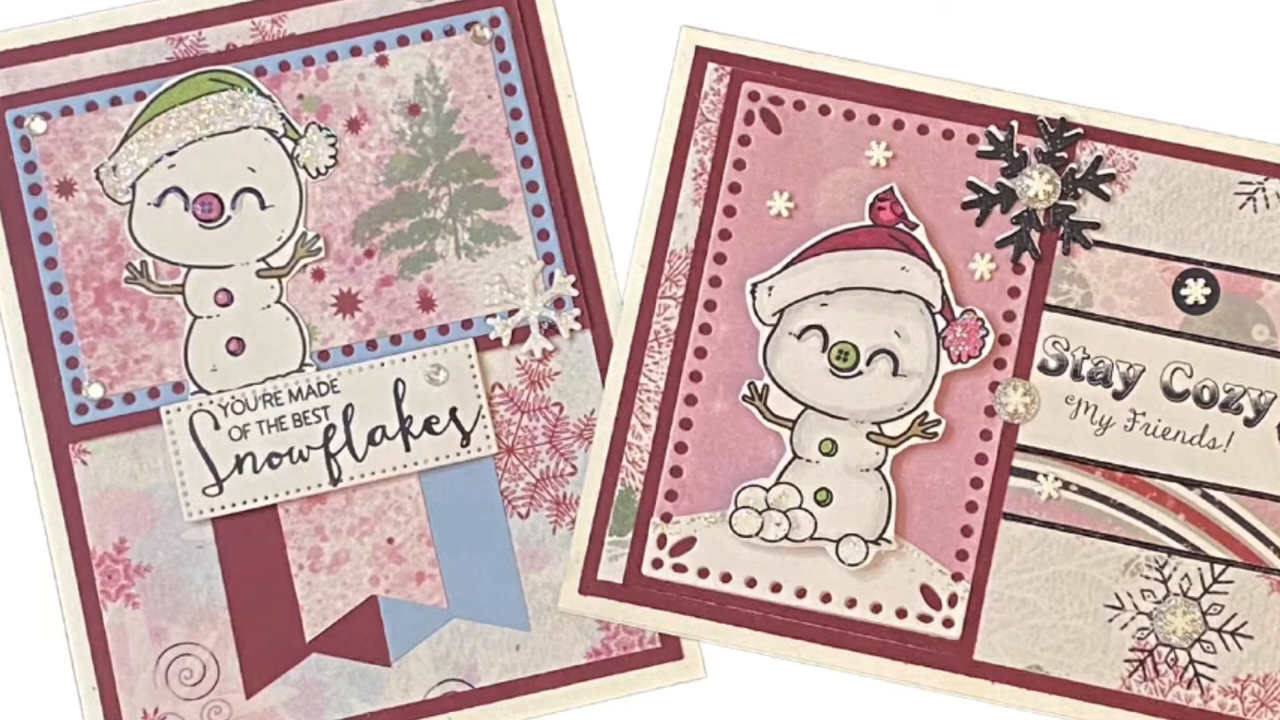 YOU'RE MADE
OF THE BEST
Snowflakes
Stay Cozy
My Friends!